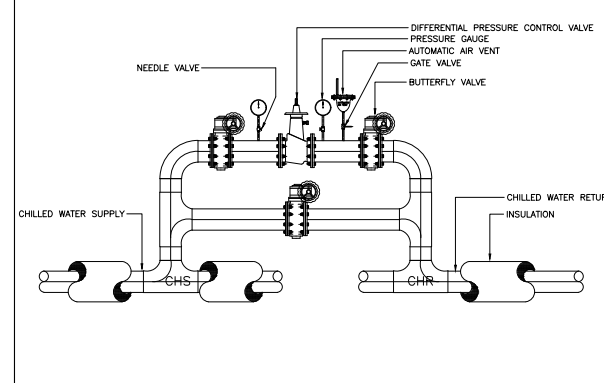 DIFFERENTIAL PRESSURE CONTROL VALVE
PRESSURE GAUGE
AUTOMATIC AIR VENT
GATE VALVE
NEEDLE VALVE
BUTTERFLY VALVE
CHILLED WATER SUPPLY
CHILLED WATER RETUR
INSULATION
CHS
CHR